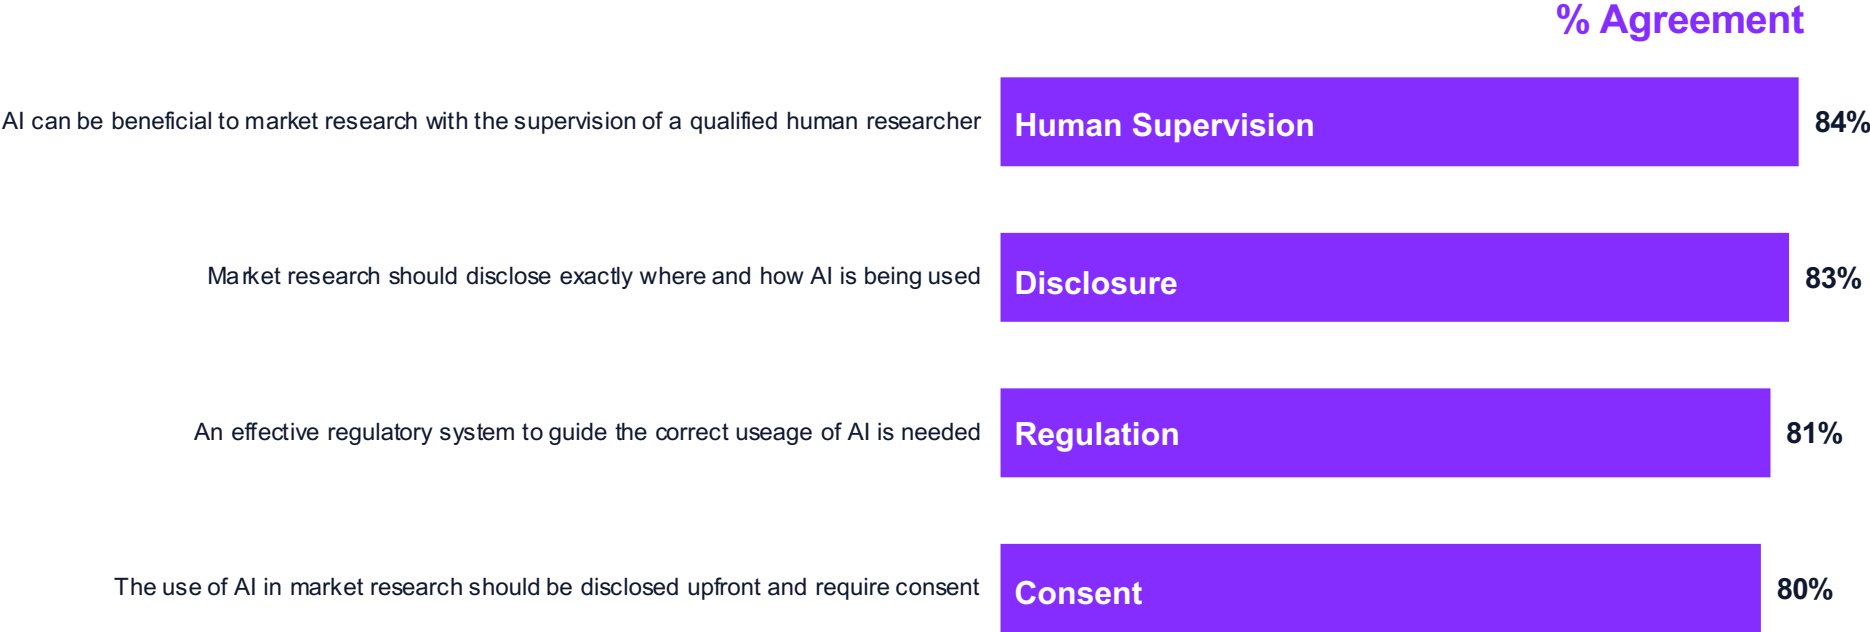 % Agreement
AI can be beneficial to market research with the supervision of a qualified human researcher
Human Supervision
84%
Market research should disclose exactly where and how AI is being used
Disclosure
83%
An effective regulatory system to guide the correct useage of AI is needed
Regulation
81%
The use of AI in market research should be disclosed upfront and require consent
Consent
80%